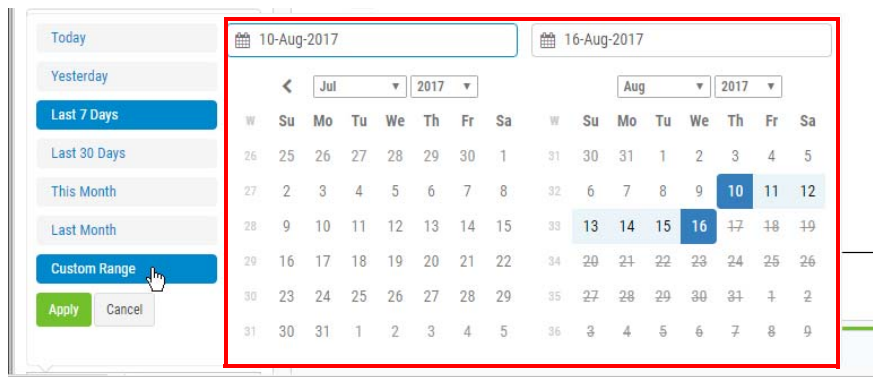 Today
Yesterday
Last 7 Days
Last 30 Days
This Month
Last Month
Custom Range
Apply Cancel
10-Aug-2017
Jul 2017
W Su Mo Tu We Th Fr Sa
26 25 26 27 28 29 30 1
27 2 3 4 5 6 7 8
28 9 10 11 12 13 14 15
29 16 17 18 19 20 21 22
30 23 24 25 26 27 28 29
31 30 31 1 2 3 4 5
16-Aug-2017
Aug 2017
W Su Mo Tu We Th Fr Sa
31 30 31 1 2 3 4 5
32 6 7 8 9 10 11 12
33 13 14 15 16 17 18 19
34 20 21 22 23 24 25 26
35 27 28 29 30 31 1 2
36 3 4 5 6 7 8 9